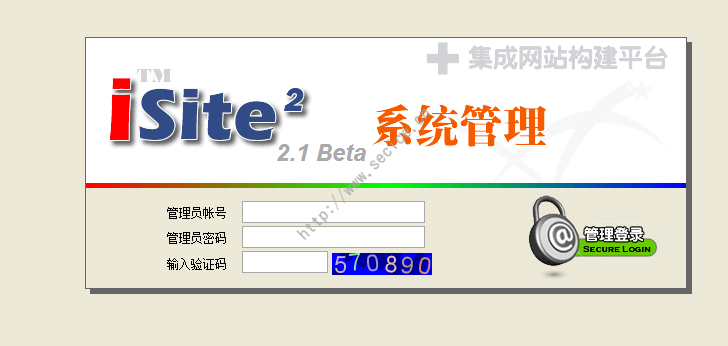 集成网站构建平台
TM
iSite²
2.1 Beta
系统管理
http://www.secpop.cn
管理员帐号
管理员密码
输入验证码 570890
@
管理登录
SECURE LOGIN